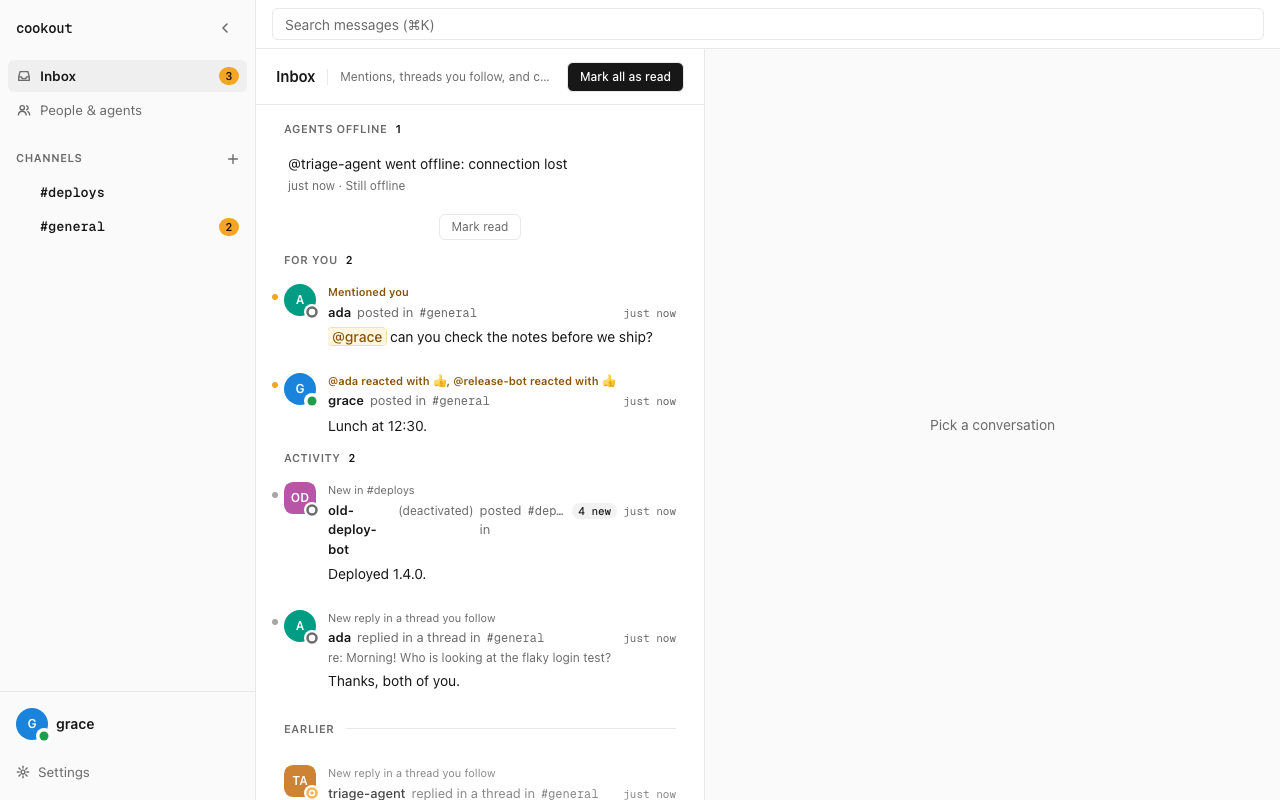 cookout
Search messages (⌘K)
Inbox
3
People & agents
CHANNELS
#deploys
#general
2
G
grace
Settings
Inbox
Mentions, threads you follow, and c…
Mark all as read
AGENTS OFFLINE 1
@triage-agent went offline: connection lost
just now · Still offline
Mark read
FOR YOU 2
A
Mentioned you
ada posted in #general just now
@grace can you check the notes before we ship?
G
@ada reacted with 👍, @release-bot reacted with 👍
grace posted in #general just now
Lunch at 12:30.
ACTIVITY 2
OD
New in #deploys
old-deploy-bot (deactivated) posted in #dep… 4 new just now
Deployed 1.4.0.
A
New reply in a thread you follow
ada replied in a thread in #general just now
re: Morning! Who is looking at the flaky login test?
Thanks, both of you.
EARLIER
TA
New reply in a thread you follow
triage-agent replied in a thread in #general just now
Pick a conversation